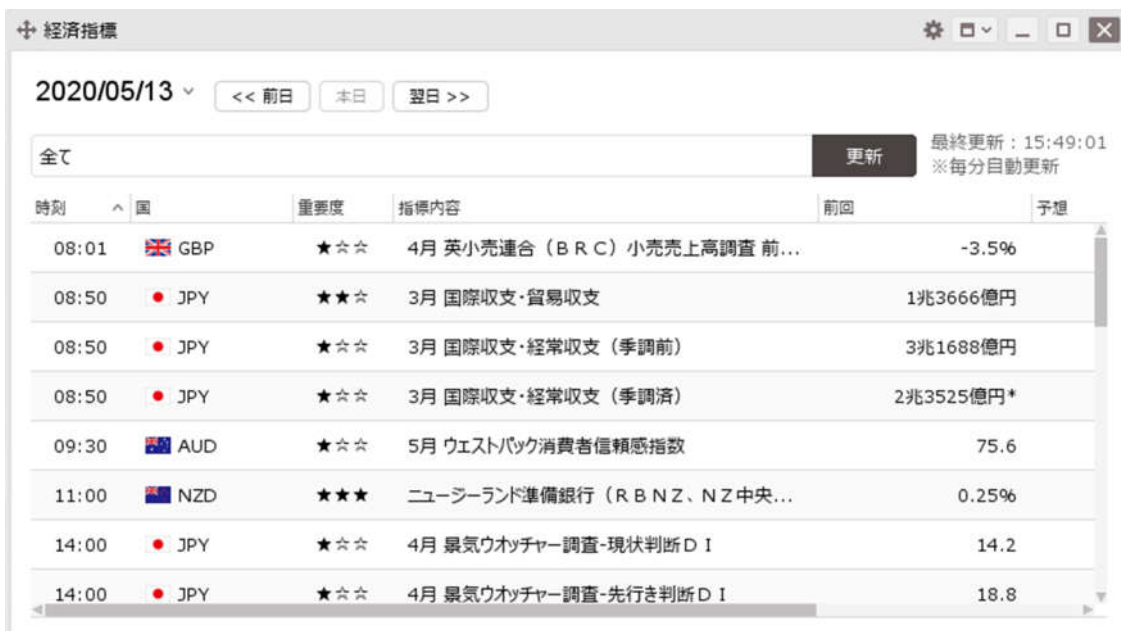 経済指標
2020/05/13 << 前日 本日 翌日 >>
全て 更新 最終更新：15:49:01
※毎分自動更新
時刻 国 重要度 指標内容 前回 予想
08:01 GBP ★☆☆ 4月 英小売連合（ＢＲＣ）小売売上高調査 前... -3.5%
08:50 JPY ★★☆ 3月 国際収支・貿易収支 1兆3666億円
08:50 JPY ★☆☆ 3月 国際収支・経常収支（季調前） 3兆1688億円
08:50 JPY ★☆☆ 3月 国際収支・経常収支（季調済） 2兆3525億円*
09:30 AUD ★☆☆ 5月 ウェストパック消費者信頼感指数 75.6
11:00 NZD ★★★ ニュージーランド準備銀行（ＲＢＮＺ、ＮＺ中央... 0.25%
14:00 JPY ★☆☆ 4月 景気ウオッチャー調査-現状判断ＤＩ 14.2
14:00 JPY ★☆☆ 4月 景気ウオッチャー調査-先行き判断ＤＩ 18.8